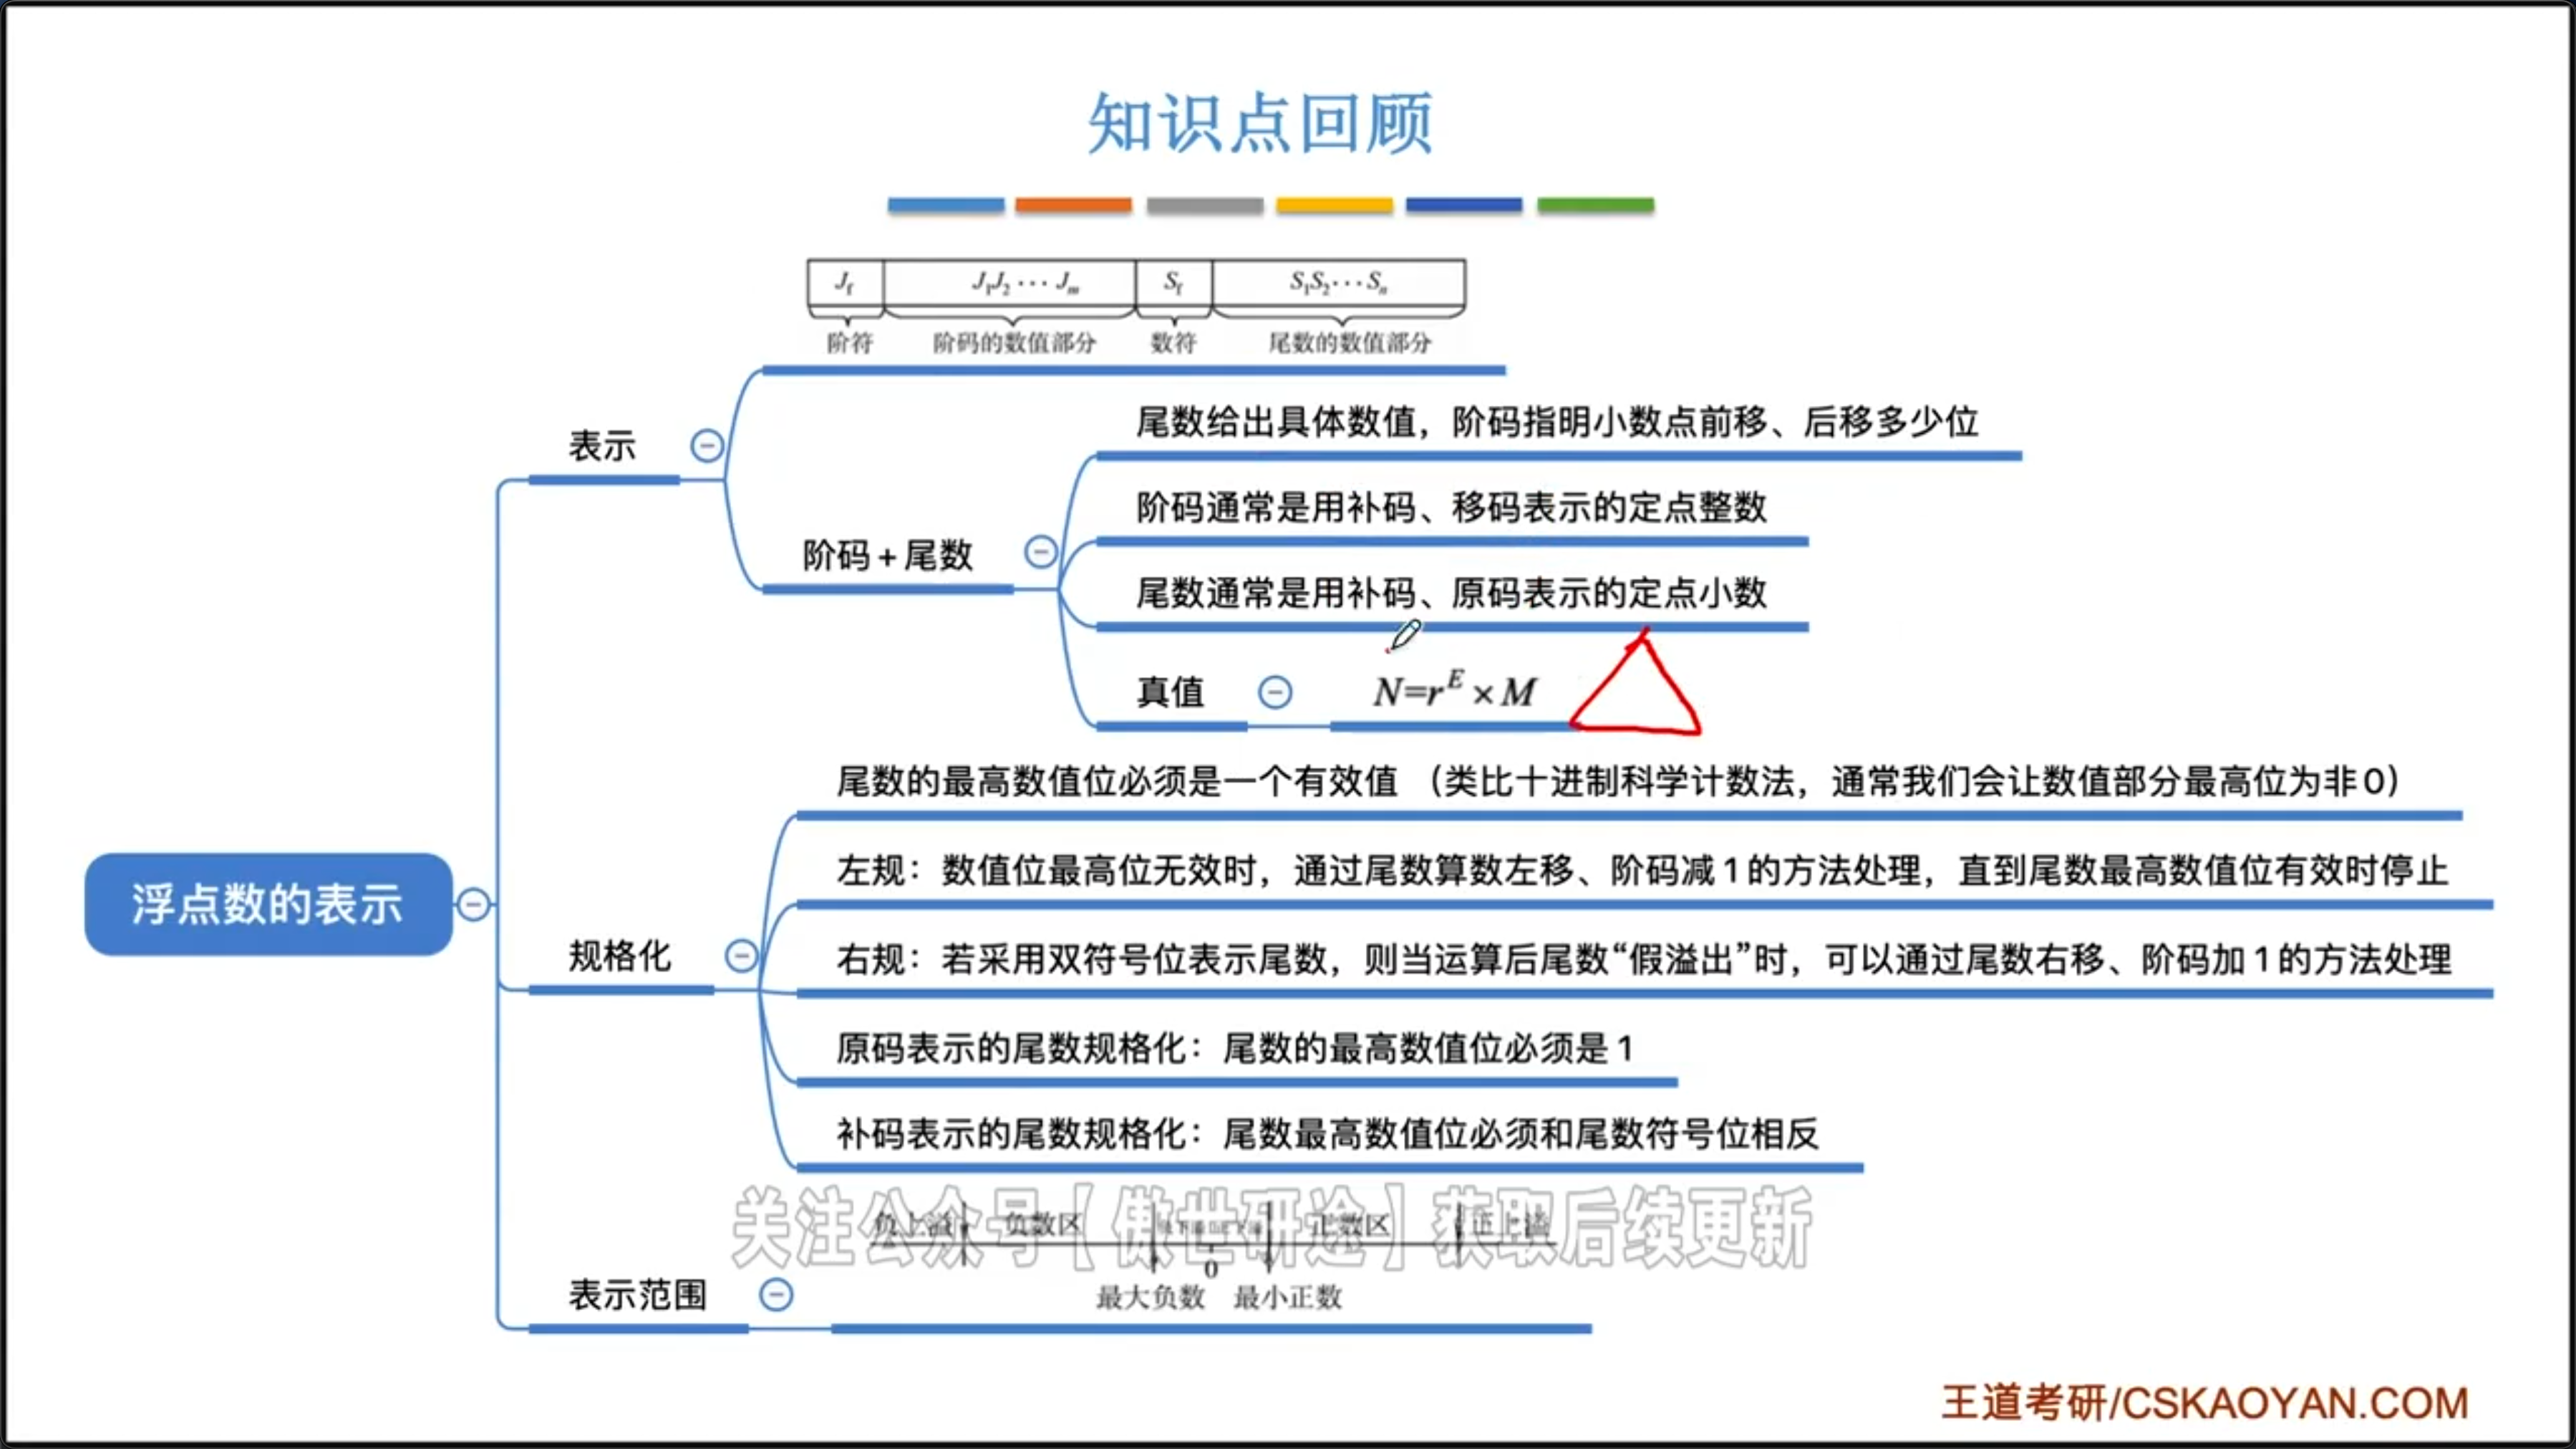 知识点回顾
J_f J_1J_2 ··· J_m S_f S_1S_2 ··· S_n
阶符 阶码的数值部分 数符 尾数的数值部分
尾数给出具体数值，阶码指明小数点前移、后移多少位
表示
阶码通常是用补码、移码表示的定点整数
阶码+尾数
尾数通常是用补码、原码表示的定点小数
真值 N=r^E×M
尾数的最高数值位必须是一个有效值 （类比十进制科学计数法，通常我们会让数值部分最高位为非0）
左规：数值位最高位无效时，通过尾数算数左移、阶码减1的方法处理，直到尾数最高数值位有效时停止
浮点数的表示
规格化
右规：若采用双符号位表示尾数，则当运算后尾数“假溢出”时，可以通过尾数右移、阶码加1的方法处理
原码表示的尾数规格化：尾数的最高数值位必须是1
补码表示的尾数规格化：尾数最高数值位必须和尾数符号位相反
关注公众号【傲世研途】获取后续更新
负上溢 负数区 正数区 正上溢
0
表示范围
最大负数 最小正数
王道考研/CSKAOYAN.COM